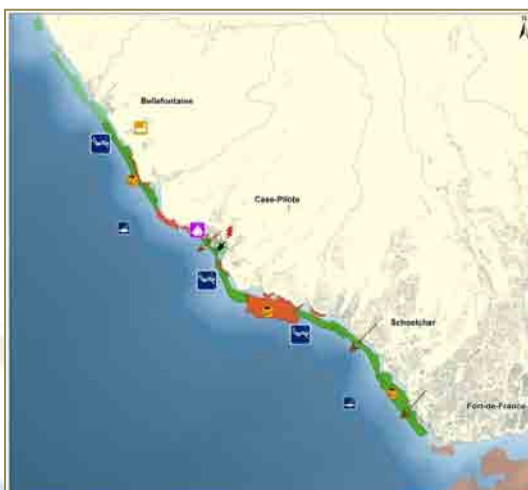 N
Bellefontaine
Case-Pilote
Schoelcher
Fort-de-France